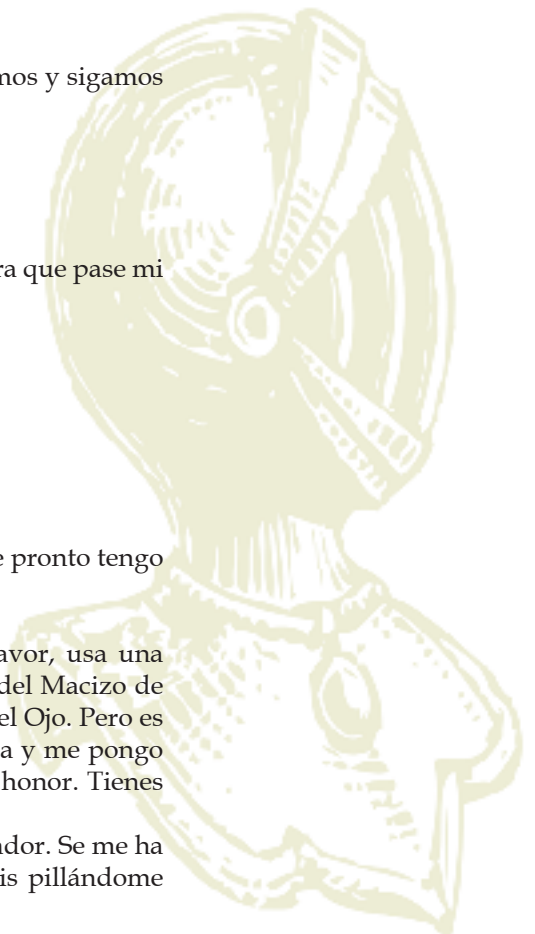 mos y sigamos
ra que pase mi
e pronto tengo
avor, usa una
del Macizo de
el Ojo. Pero es
a y me pongo
honor. Tienes
ador. Se me ha
is pillándome